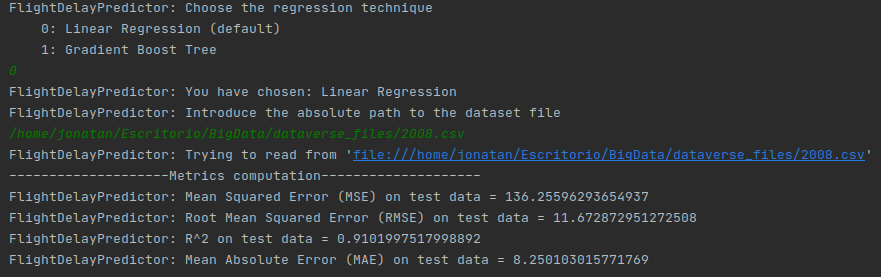 FlightDelayPredictor: Choose the regression technique
    0: Linear Regression (default)
    1: Gradient Boost Tree
0
FlightDelayPredictor: You have chosen: Linear Regression
FlightDelayPredictor: Introduce the absolute path to the dataset file
/home/jonatan/Escritorio/BigData/dataverse_files/2008.csv
FlightDelayPredictor: Trying to read from 'file:///home/jonatan/Escritorio/BigData/dataverse_files/2008.csv'
--------------------Metrics computation--------------------
FlightDelayPredictor: Mean Squared Error (MSE) on test data = 136.25596293654937
FlightDelayPredictor: Root Mean Squared Error (RMSE) on test data = 11.672872951272508
FlightDelayPredictor: R^2 on test data = 0.9101997517998892
FlightDelayPredictor: Mean Absolute Error (MAE) on test data = 8.250103015771769